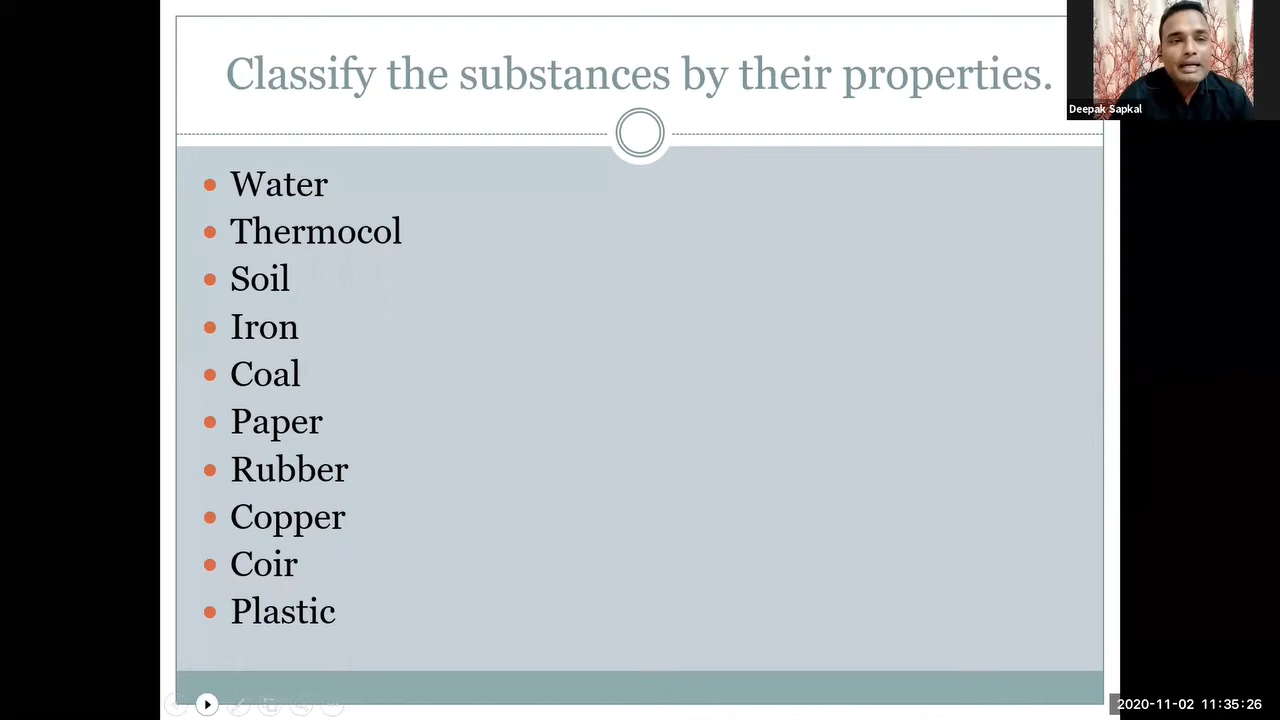 Classify the substances by their properties.
Deepak Sapkal
Water
Thermocol
Soil
Iron
Coal
Paper
Rubber
Copper
Coir
Plastic
2020-11-02 11:35:26